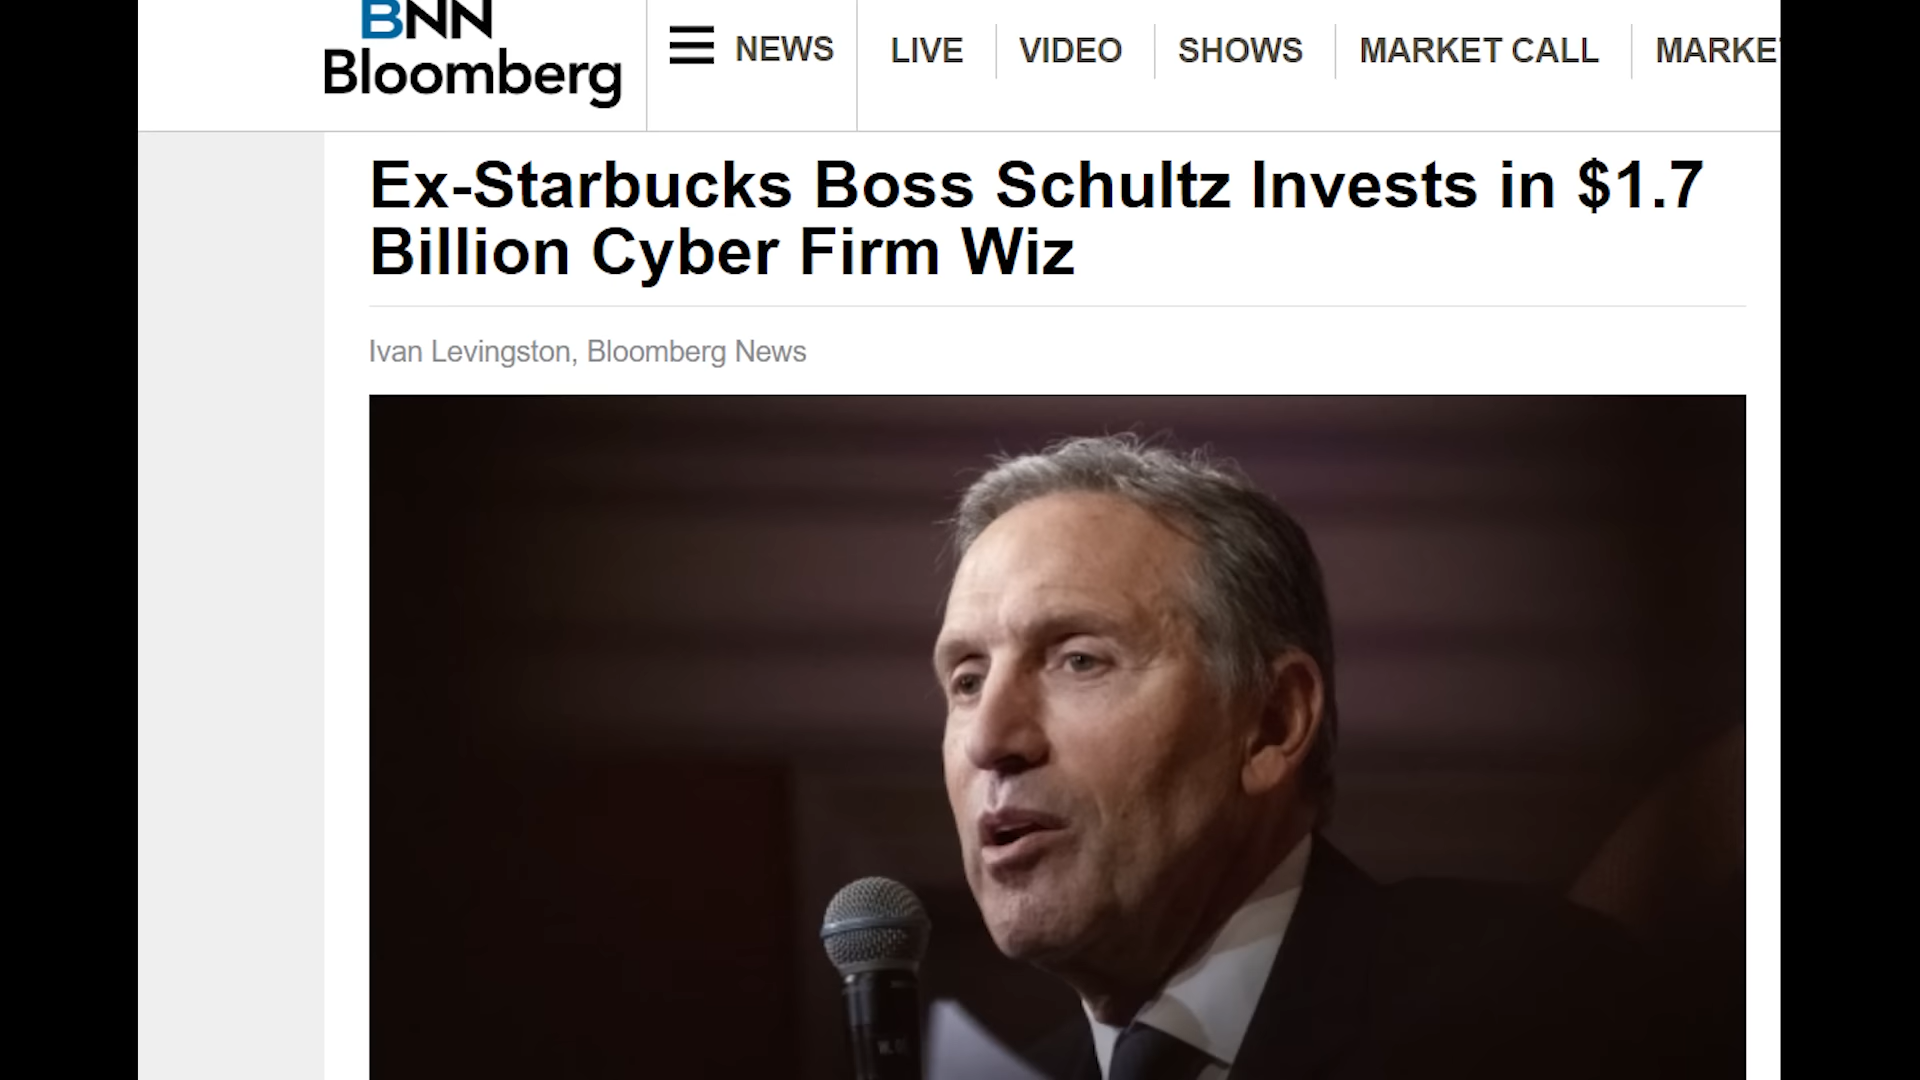 BNN
Bloomberg
NEWS
LIVE
VIDEO
SHOWS
MARKET CALL
Ex-Starbucks Boss Schultz Invests in $1.7
Billion Cyber Firm Wiz
Ivan Levingston, Bloomberg News